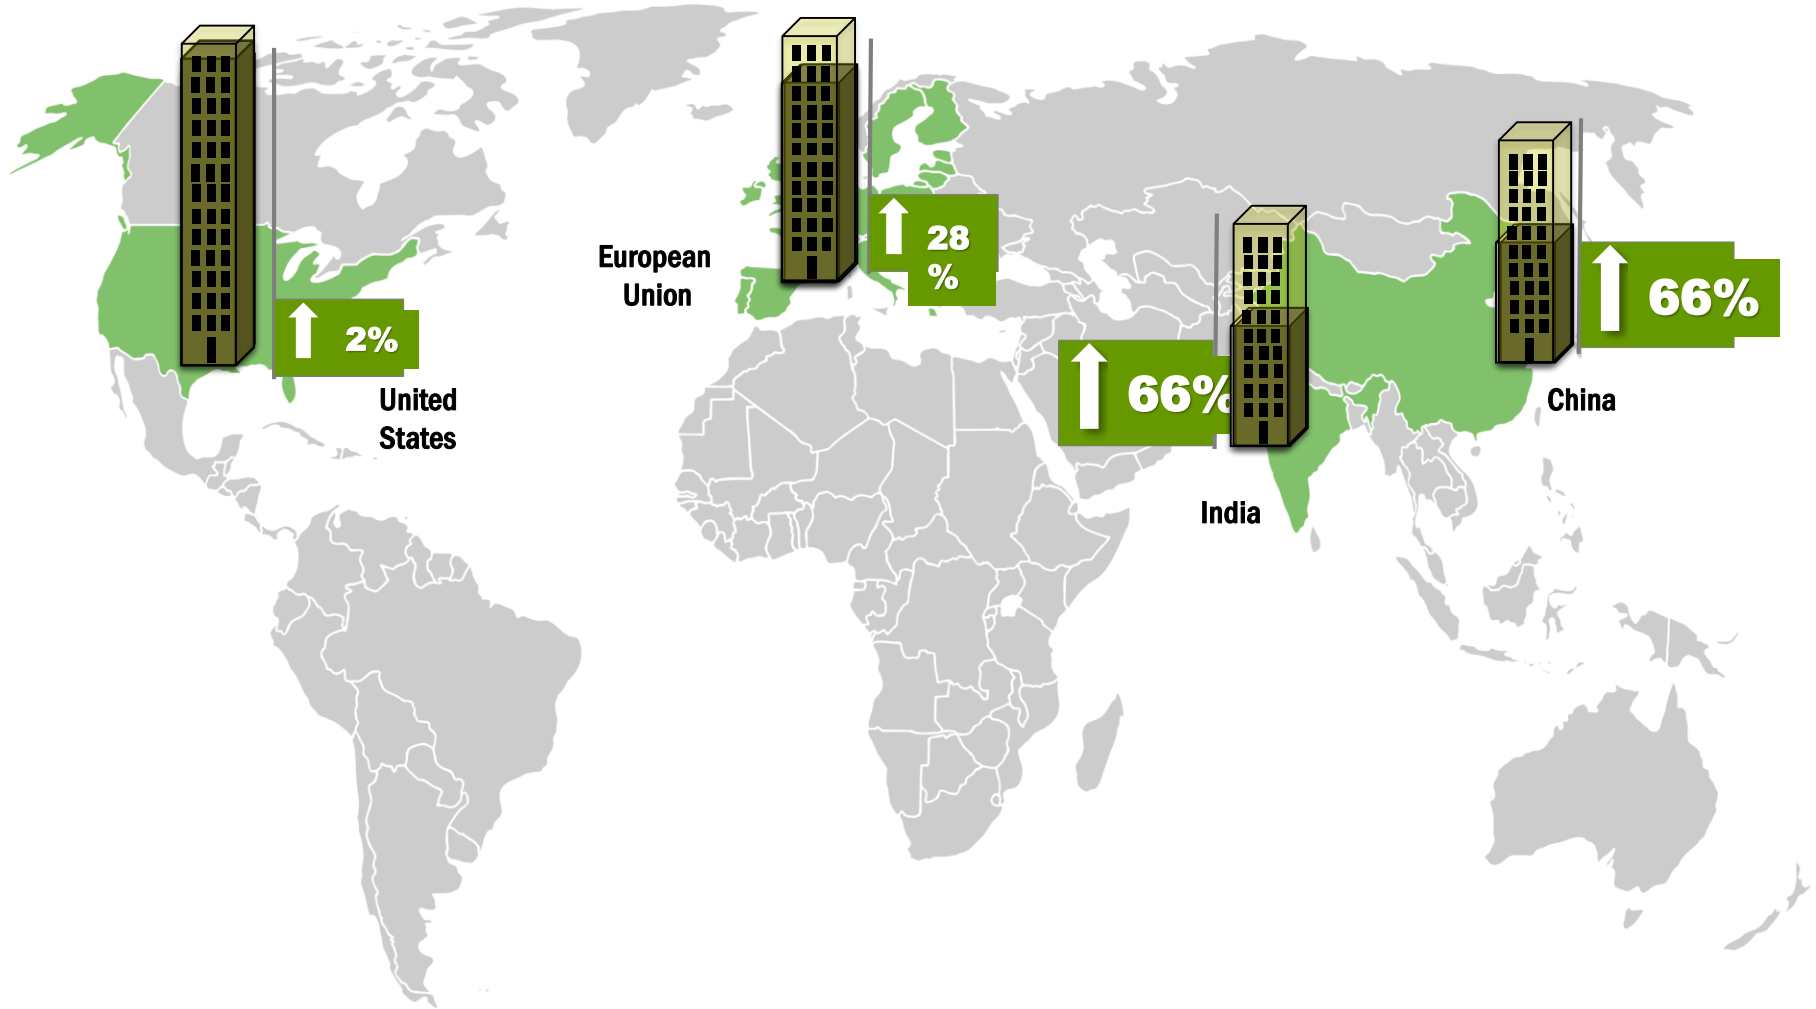 European
Union
28
%
2%
United
States
66%
India
66%
China